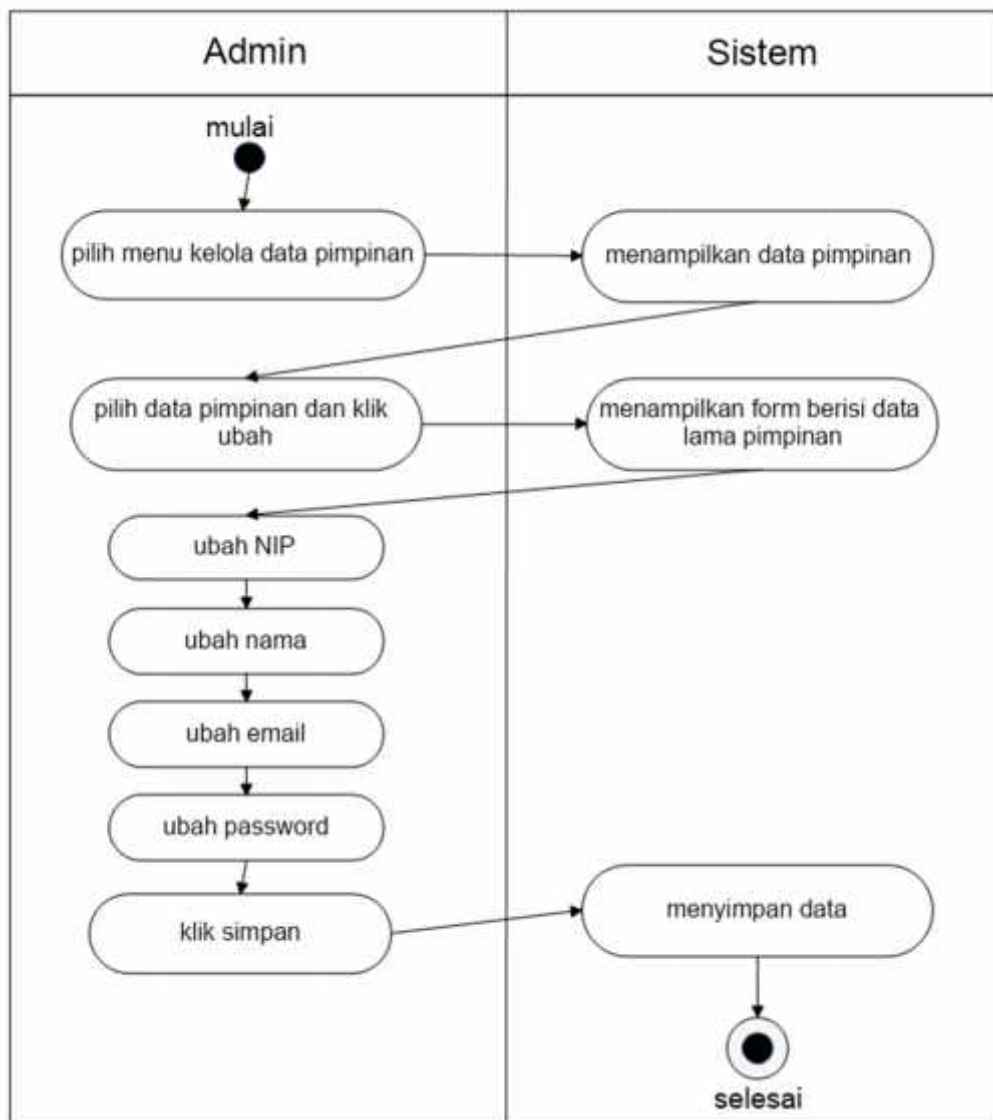 Admin
Sistem
mulai
pilih menu kelola data pimpinan
menampilkan data pimpinan
pilih data pimpinan dan klik
ubah
menampilkan form berisi data
lama pimpinan
ubah NIP
ubah nama
ubah email
ubah password
klik simpan
menyimpan data
selesai